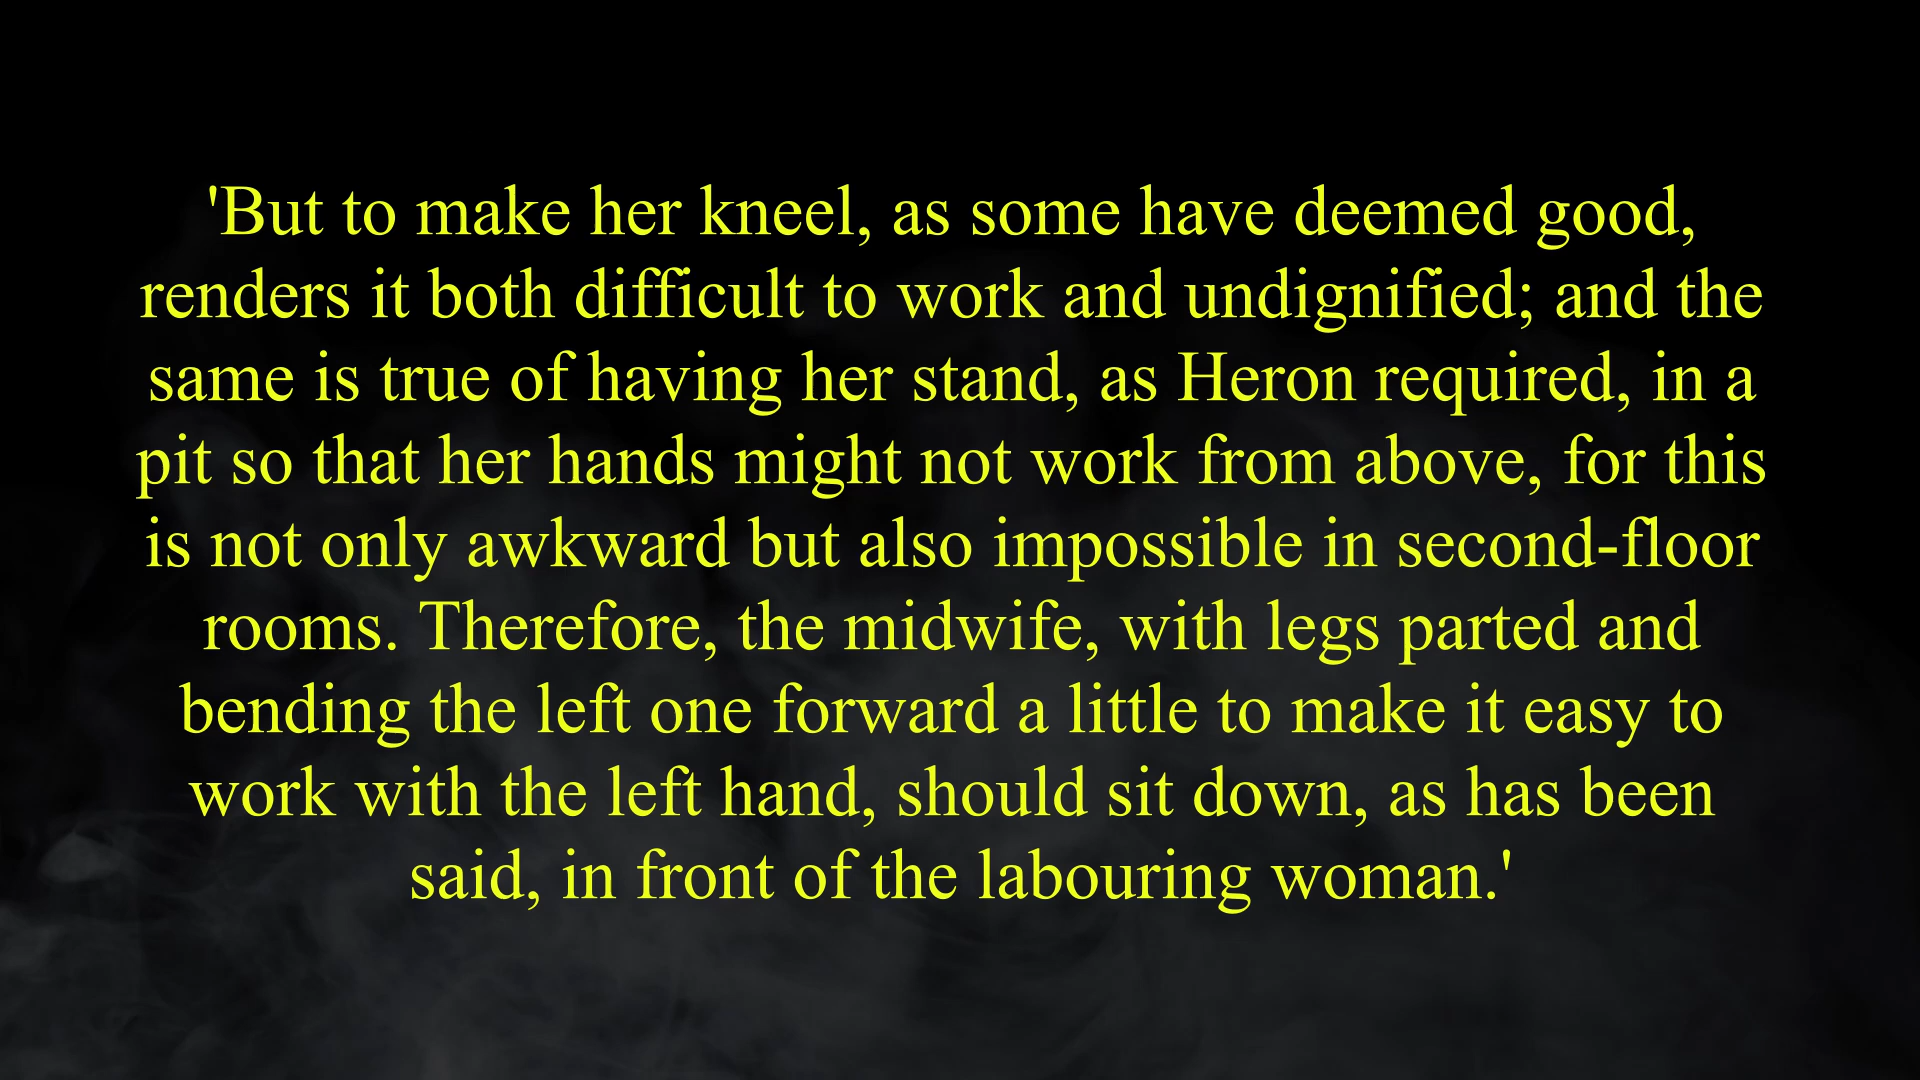 'But to make her kneel, as some have deemed good,
renders it both difficult to work and undignified; and the
same is true of having her stand, as Heron required, in a
pit so that her hands might not work from above, for this
is not only awkward but also impossible in second-floor
rooms. Therefore, the midwife, with legs parted and
bending the left one forward a little to make it easy to
work with the left hand, should sit down, as has been
said, in front of the labouring woman.'